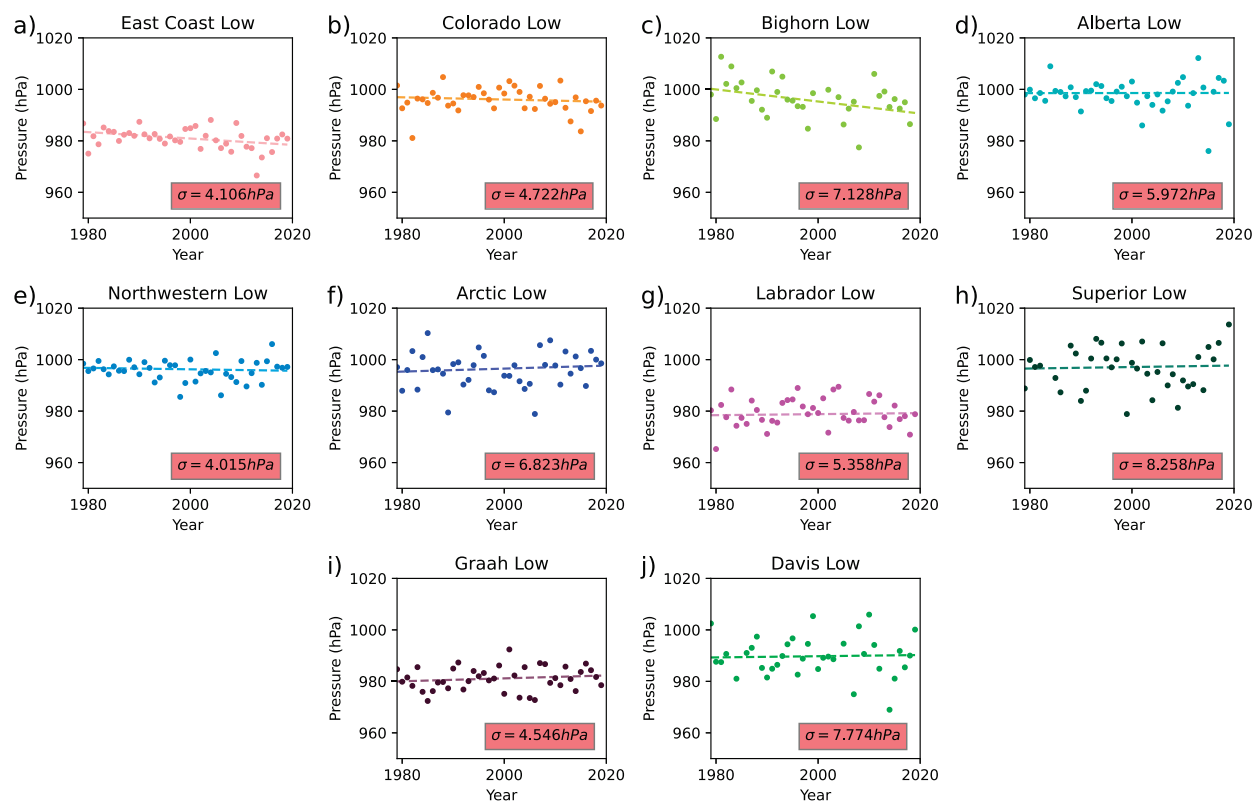 a) East Coast Low
1020
1000
980
960
1980 2000 2020
Pressure (hPa)
Year
σ = 4.106hPa
b) Colorado Low
1020
1000
980
960
1980 2000 2020
Pressure (hPa)
Year
σ = 4.722hPa
c) Bighorn Low
1020
1000
980
960
1980 2000 2020
Pressure (hPa)
Year
σ = 7.128hPa
d) Alberta Low
1020
1000
980
960
1980 2000 2020
Pressure (hPa)
Year
σ = 5.972hPa
e) Northwestern Low
1020
1000
980
960
1980 2000 2020
Pressure (hPa)
Year
σ = 4.015hPa
f) Arctic Low
1020
1000
980
960
1980 2000 2020
Pressure (hPa)
Year
σ = 6.823hPa
g) Labrador Low
1020
1000
980
960
1980 2000 2020
Pressure (hPa)
Year
σ = 5.358hPa
h) Superior Low
1020
1000
980
960
1980 2000 2020
Pressure (hPa)
Year
σ = 8.258hPa
i) Graah Low
1020
1000
980
960
1980 2000 2020
Pressure (hPa)
Year
σ = 4.546hPa
j) Davis Low
1020
1000
980
960
1980 2000 2020
Pressure (hPa)
Year
σ = 7.774hPa